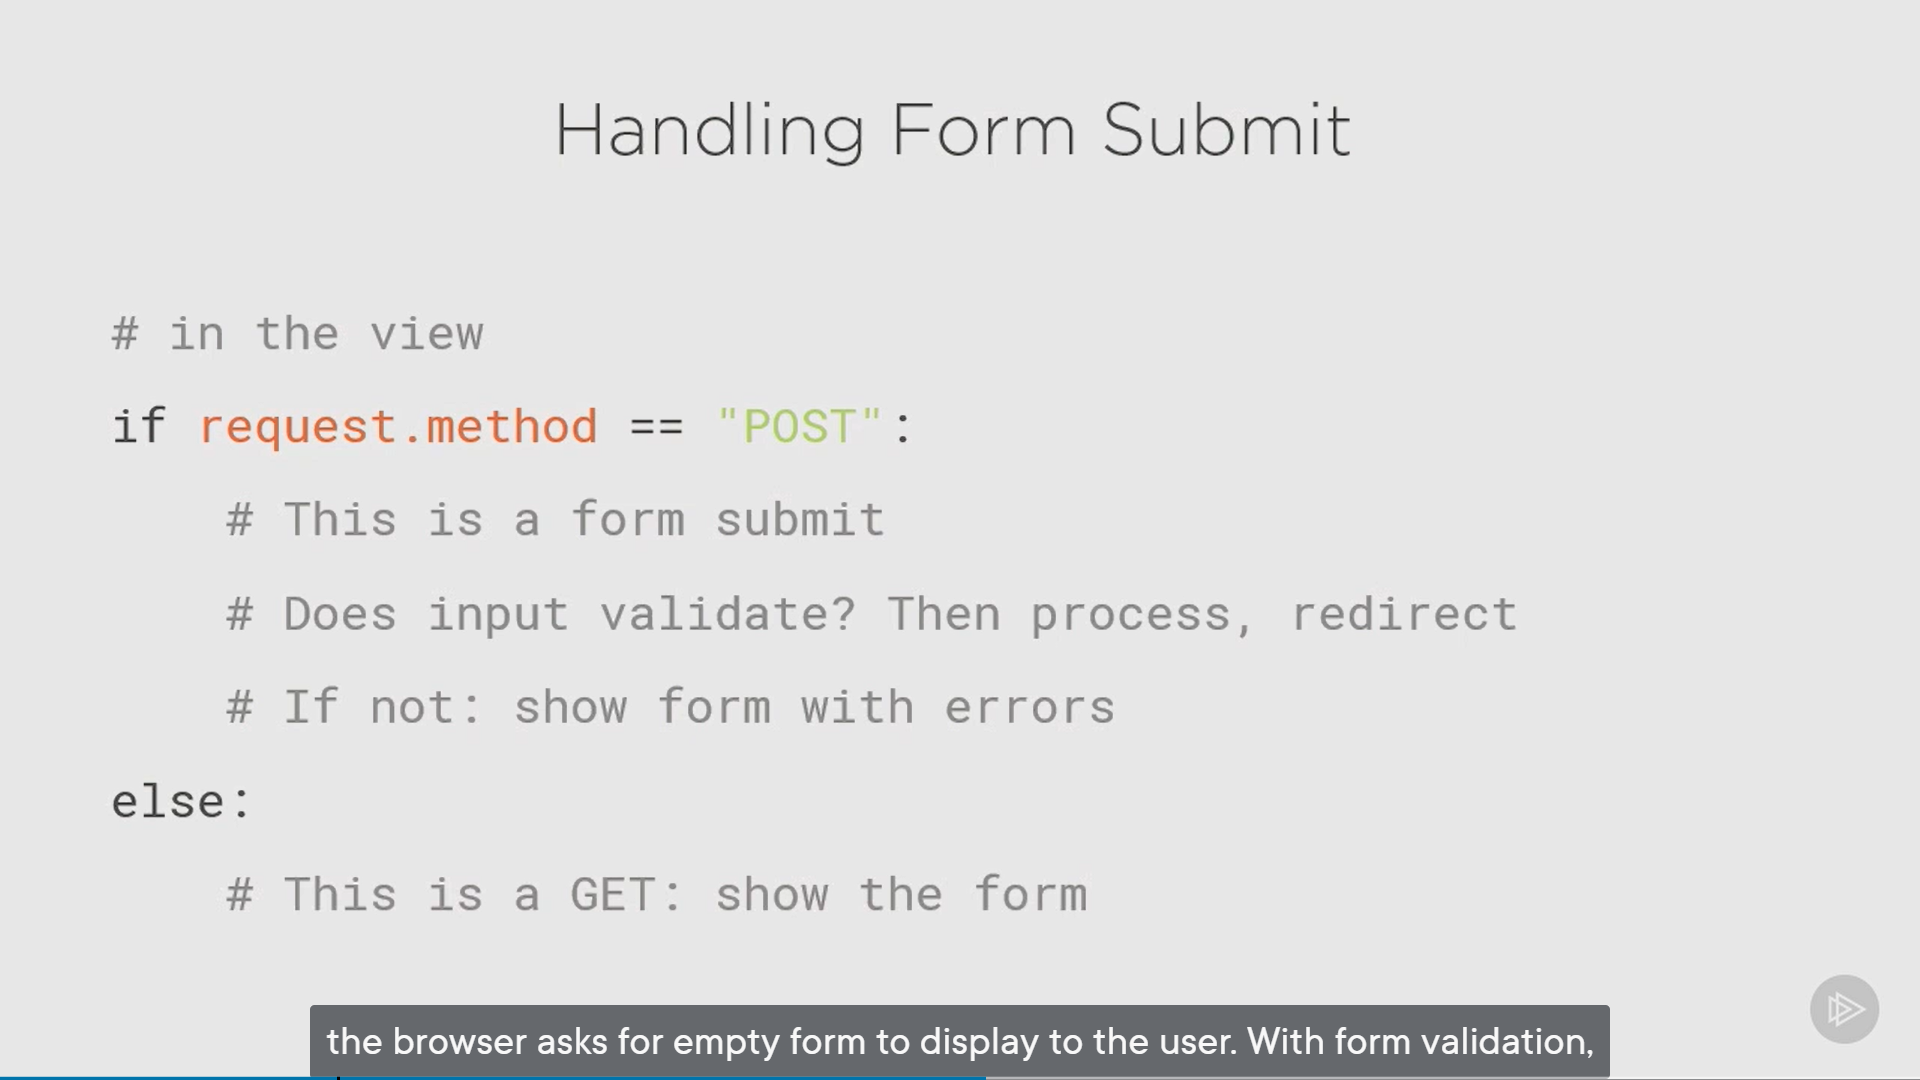 Handling Form Submit
# in the view
if request.method == "POST":
    # This is a form submit
    # Does input validate? Then process, redirect
    # If not: show form with errors
else:
    # This is a GET: show the form
the browser asks for empty form to display to the user. With form validation,